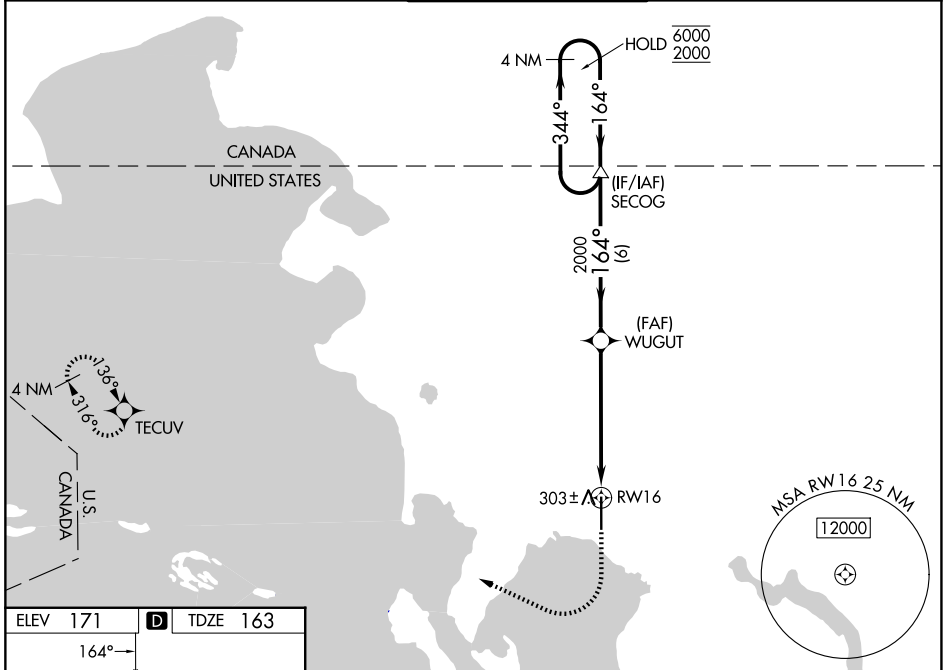 HOLD 6000
2000
4 NM
344°
164°
CANADA
UNITED STATES
(IF/IAF)
SECOG
2000
164°
(6)
(FAF)
WUGUT
4 NM
136°
316°
TECUV
U.S.
CANADA
303± RW16
MSA RW16 25 NM
12000
ELEV 171 D TDZE 163
164°